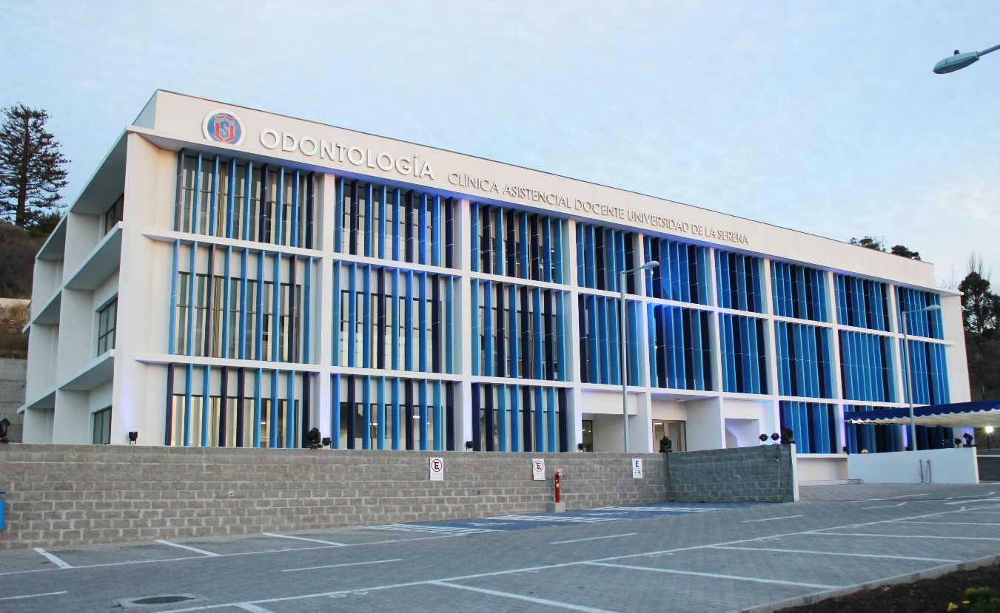 ODONTOLOGÍA CLÍNICA ASISTENCIAL DOCENTE UNIVERSIDAD DE LA SERENA
S
E
E
E